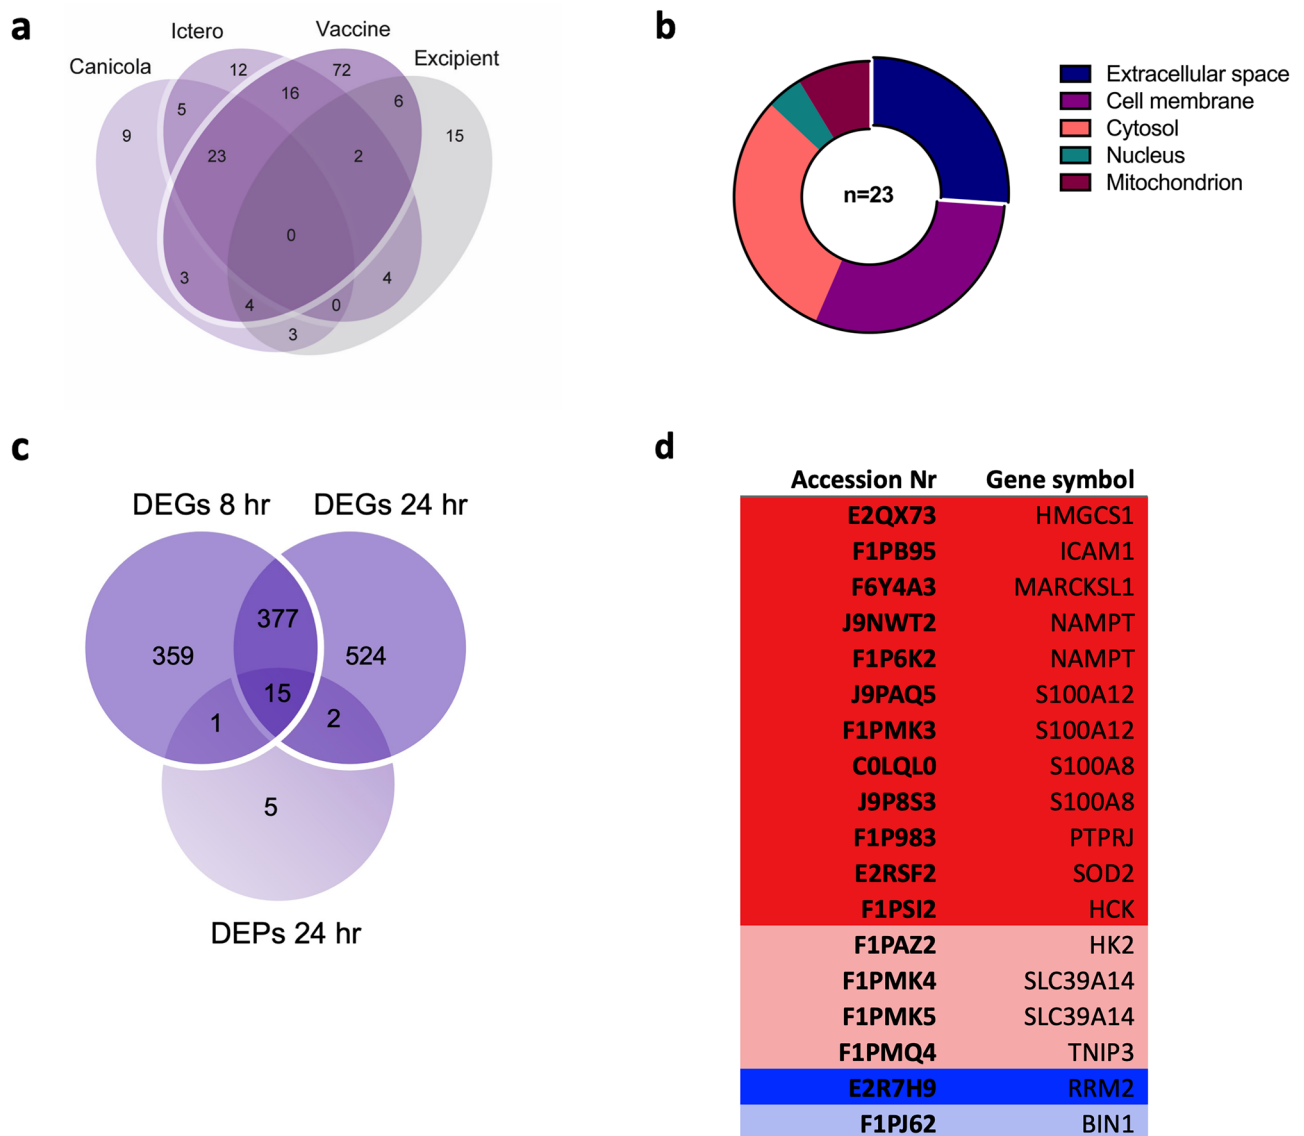 a
Ictero
Vaccine
Canicola
Excipient
12
72
5
16
6
9
15
23
2
0
3
4
4
0
3
b
Extracellular space
Cell membrane
Cytosol
Nucleus
Mitochondrion
n=23
c
DEGs 8 hr
DEGs 24 hr
377
359
524
15
1
2
5
DEPs 24 hr
d
Accession Nr Gene symbol
E2QX73 HMGCS1
F1PB95 ICAM1
F6Y4A3 MARCKSL1
J9NWT2 NAMPT
F1P6K2 NAMPT
J9PAQ5 S100A12
F1PMK3 S100A12
C0LQL0 S100A8
J9P8S3 S100A8
F1P983 PTPRJ
E2RSF2 SOD2
F1PSI2 HCK
F1PAZ2 HK2
F1PMK4 SLC39A14
F1PMK5 SLC39A14
F1PMQ4 TNIP3
E2R7H9 RRM2
F1PJ62 BIN1